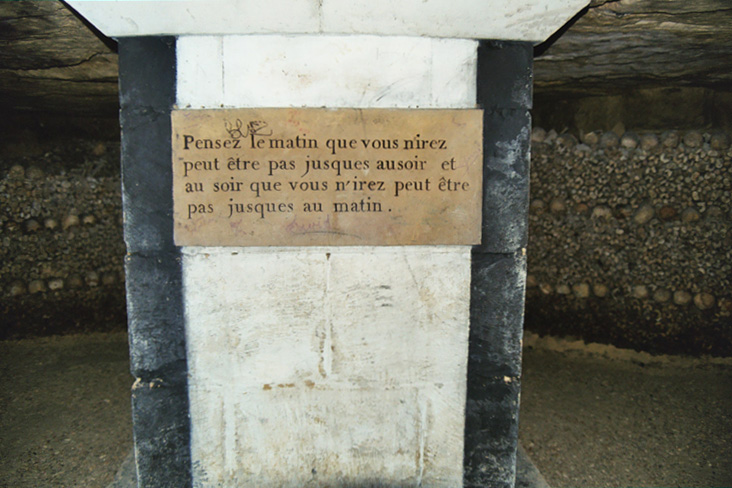 Pensez le matin que vous n'irez
peut être pas jusques ausoir et
au soir que vous n'irez peut être
pas jusques au matin.